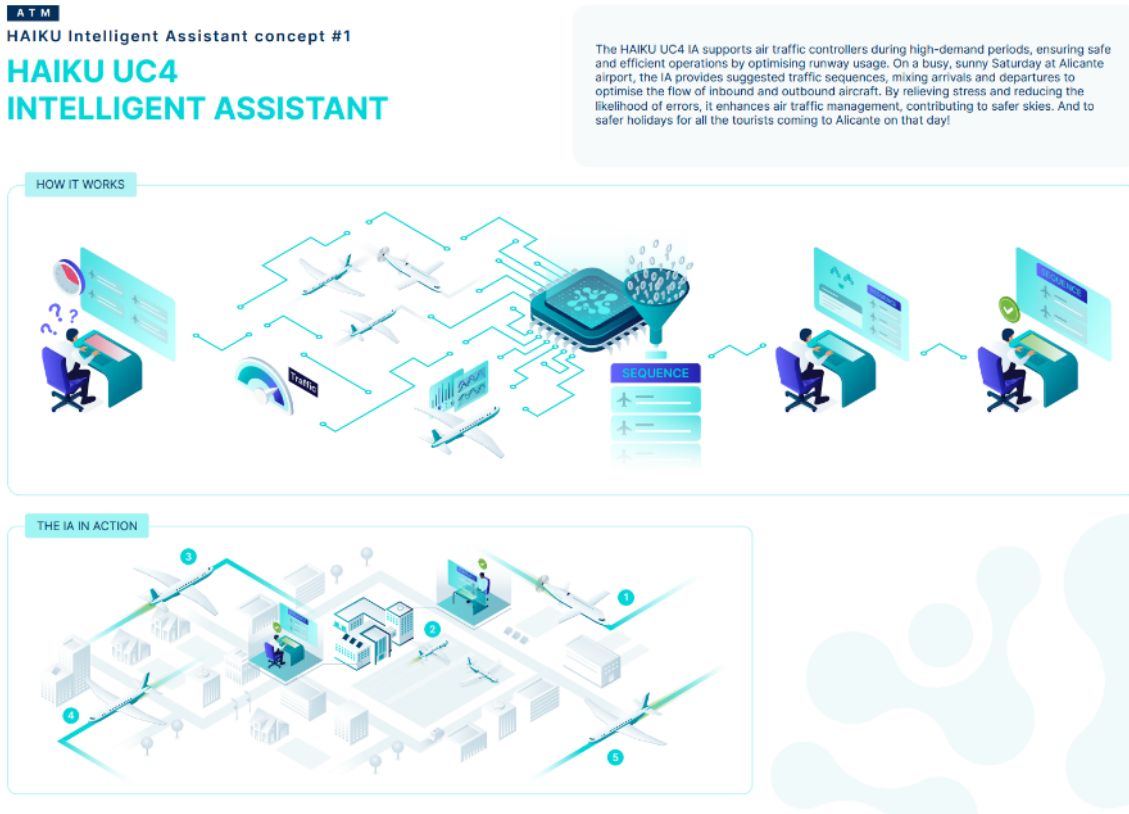 ATM
HAIKU Intelligent Assistant concept #1
HAIKU UC4
INTELLIGENT ASSISTANT
The HAIKU UC4 IA supports air traffic controllers during high-demand periods, ensuring safe
and efficient operations by optimising runway usage. On a busy, sunny Saturday at Alicante
airport, the IA provides suggested traffic sequences, mixing arrivals and departures to
optimise the flow of inbound and outbound aircraft. By relieving stress and reducing the
likelihood of errors, it enhances air traffic management, contributing to safer skies. And to
safer holidays for all the tourists coming to Alicante on that day!
HOW IT WORKS
? ? ?
Traffic
SEQUENCE
SEQUENCE
SEQUENCE
THE IA IN ACTION
3
1
2
4
5